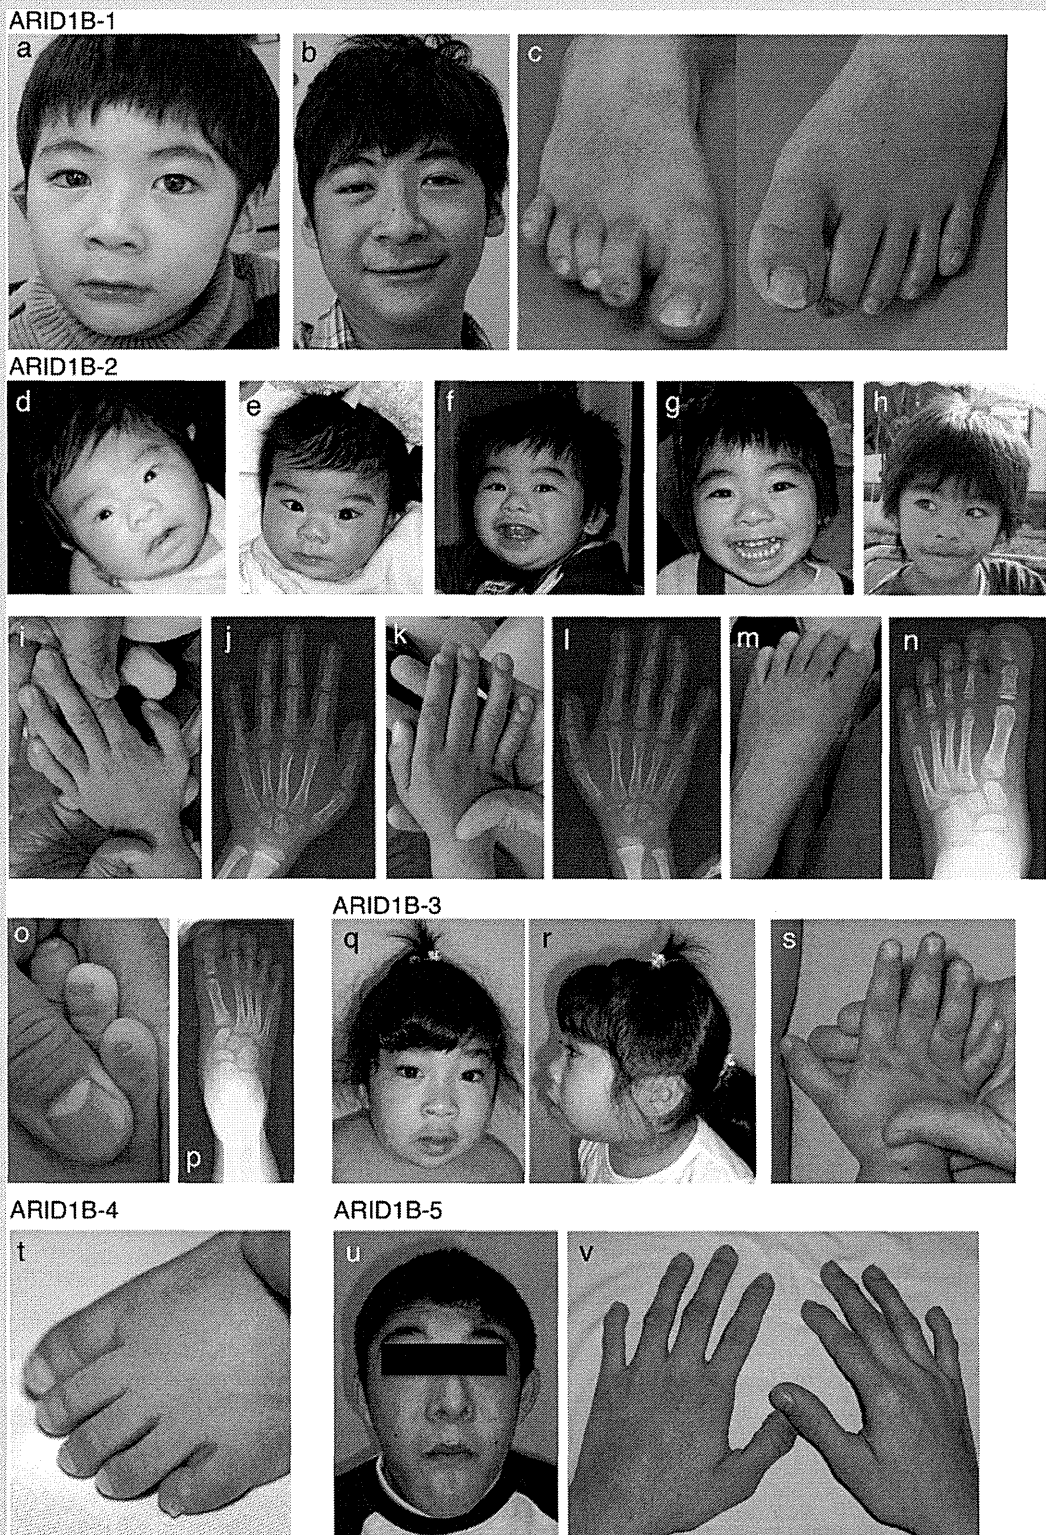 ARID1B-1
a b c
ARID1B-2
d e f g h
i j k l m n
ARID1B-3
o p q r s
ARID1B-4 ARID1B-5
t u v